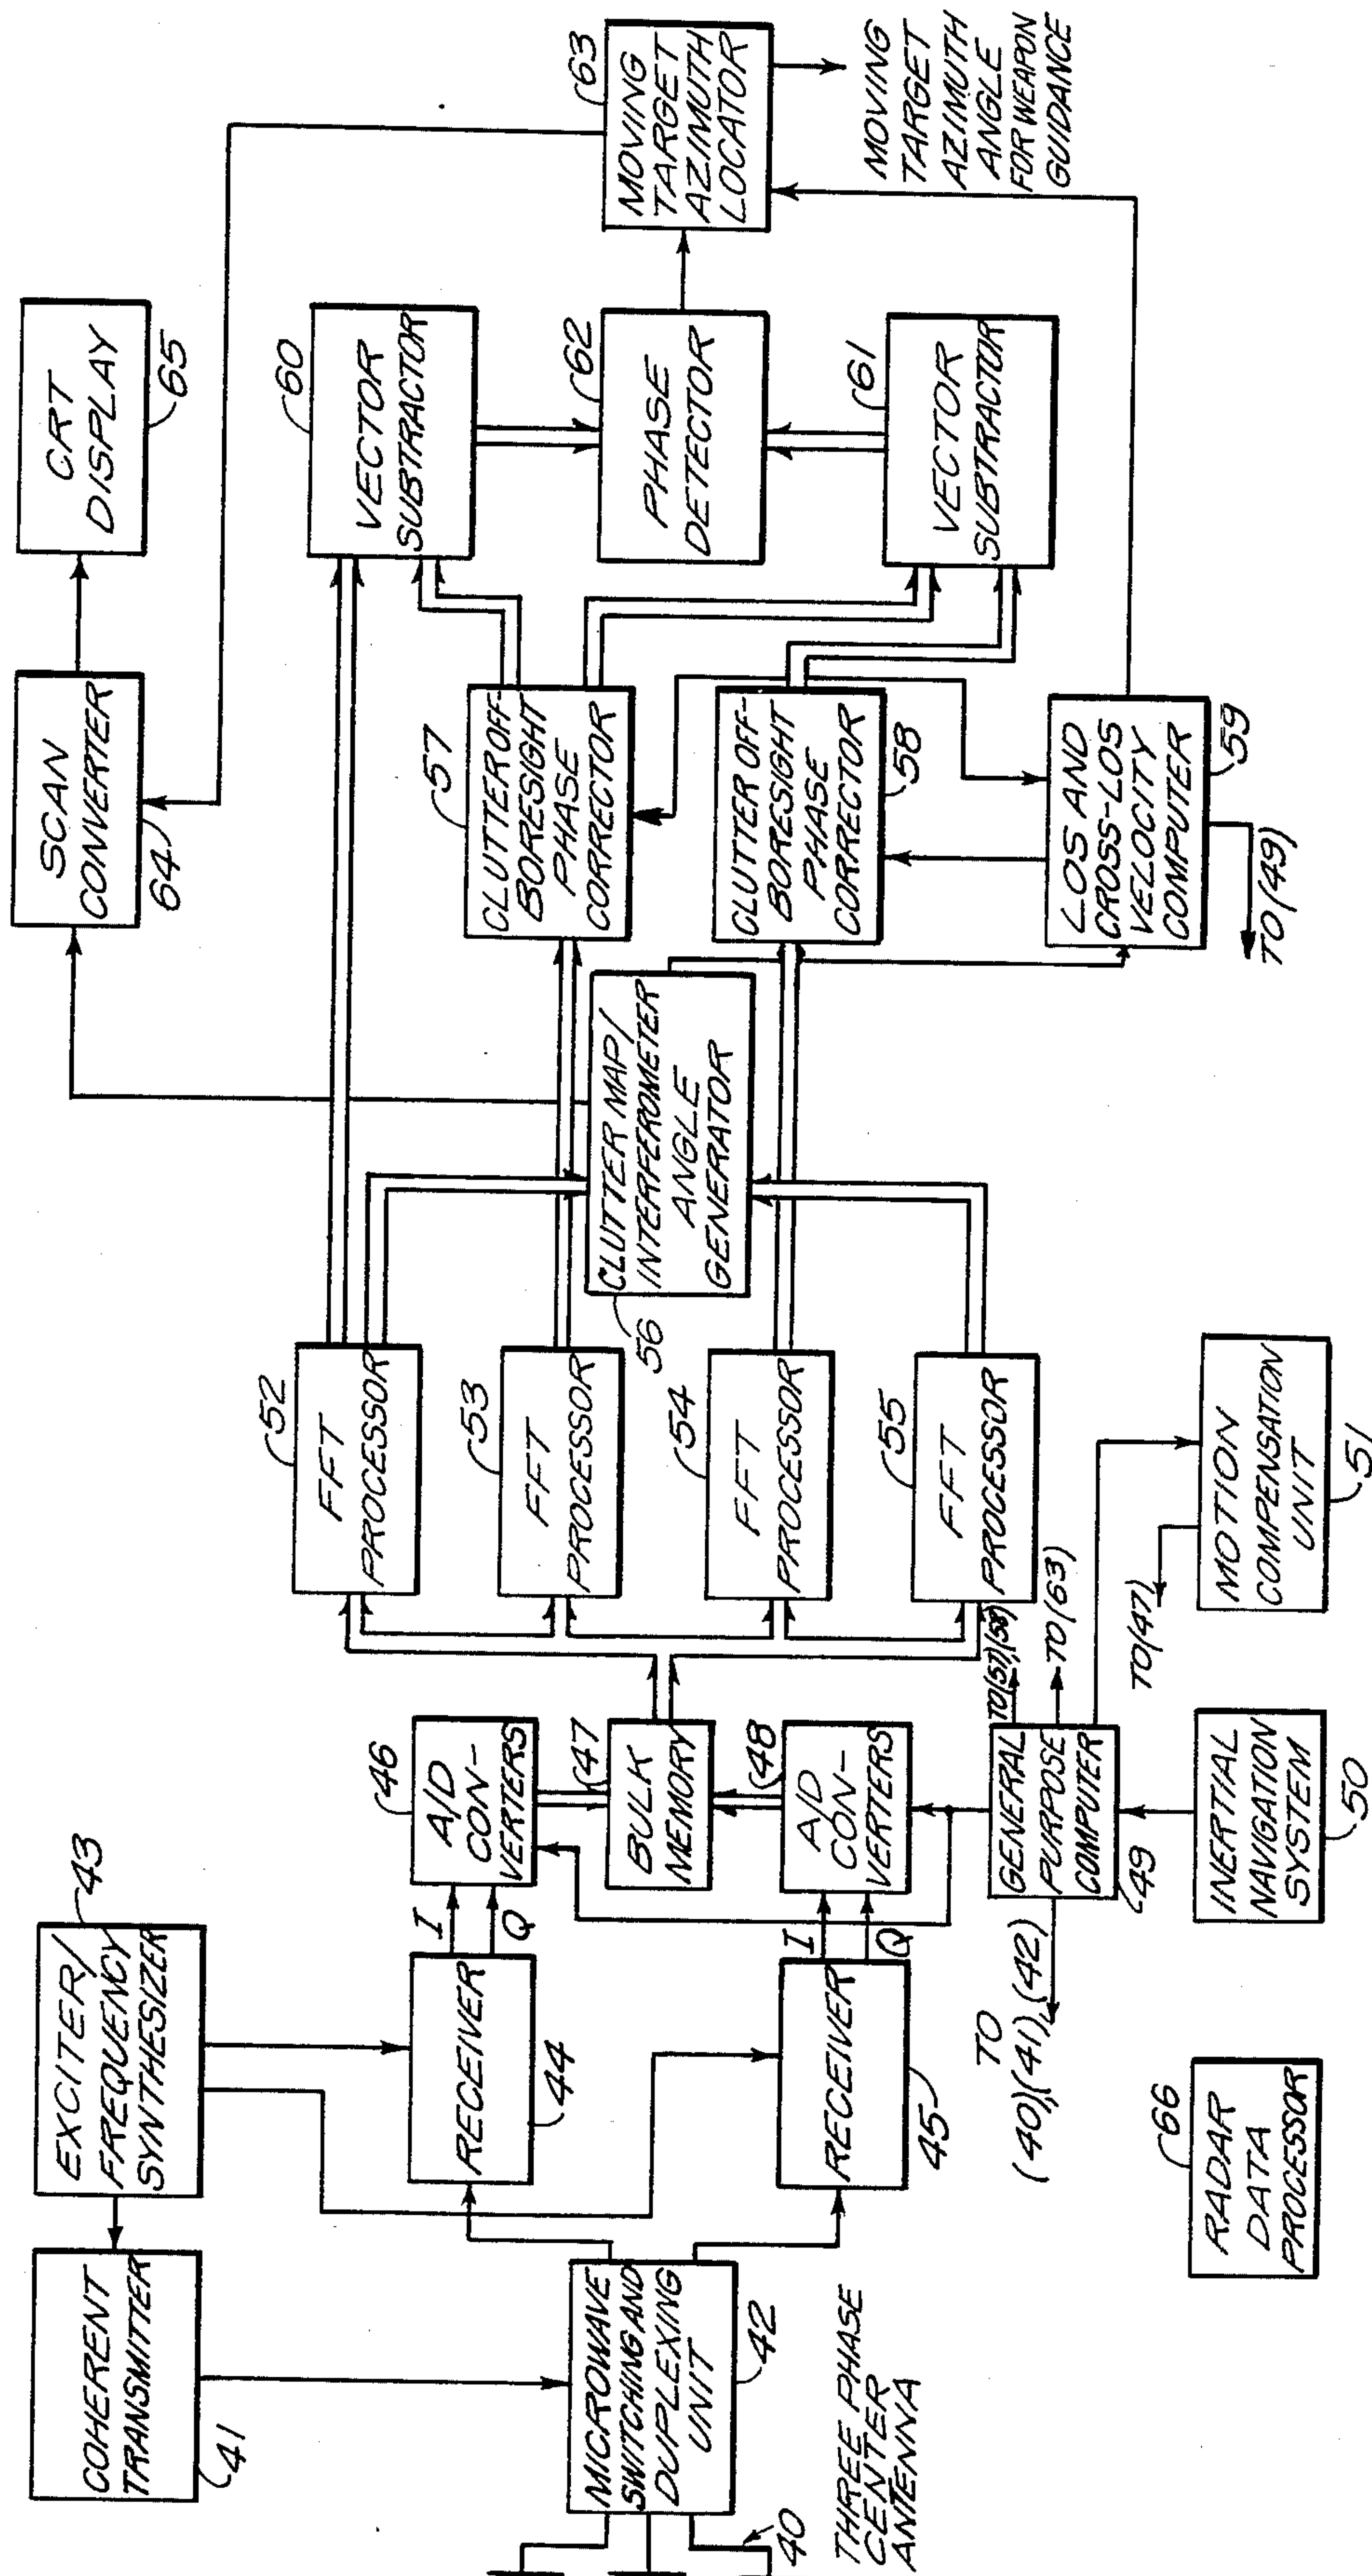 COHERENT
TRANSMITTER
41
EXCITER/
FREQUENCY
SYNTHESIZER
43
MICROWAVE
SWITCHING AND
DUPLEXING
UNIT
42
40
THREE PHASE
CENTER
ANTENNA
RECEIVER
44
RECEIVER
45
I
Q
I
Q
A/D
CON-
VERTERS
46
BULK
MEMORY
47
A/D
CON-
VERTERS
48
GENERAL
PURPOSE
COMPUTER
49
TO
(40)(41),(42)
TO(57),(58)
TO(63)
INERTIAL
NAVIGATION
SYSTEM
50
MOTION
COMPENSATION
UNIT
51
TO(47)
RADAR
DATA
PROCESSOR
66
FFT
PROCESSOR
52
FFT
PROCESSOR
53
FFT
PROCESSOR
54
FFT
PROCESSOR
55
CLUTTER MAP/
INTERFEROMETER
ANGLE
GENERATOR
56
SCAN
CONVERTER
64
CRT
DISPLAY
65
CLUTTER OFF-
BORESIGHT
PHASE
CORRECTOR
57
CLUTTER OFF-
BORESIGHT
PHASE
CORRECTOR
58
LOS AND
CROSS-LOS
VELOCITY
COMPUTER
59
TO(49)
VECTOR
SUBTRACTOR
60
PHASE
DETECTOR
62
VECTOR
SUBTRACTOR
61
MOVING
TARGET
AZIMUTH
LOCATOR
63
MOVING
TARGET
AZIMUTH
ANGLE
FOR WEAPON
GUIDANCE